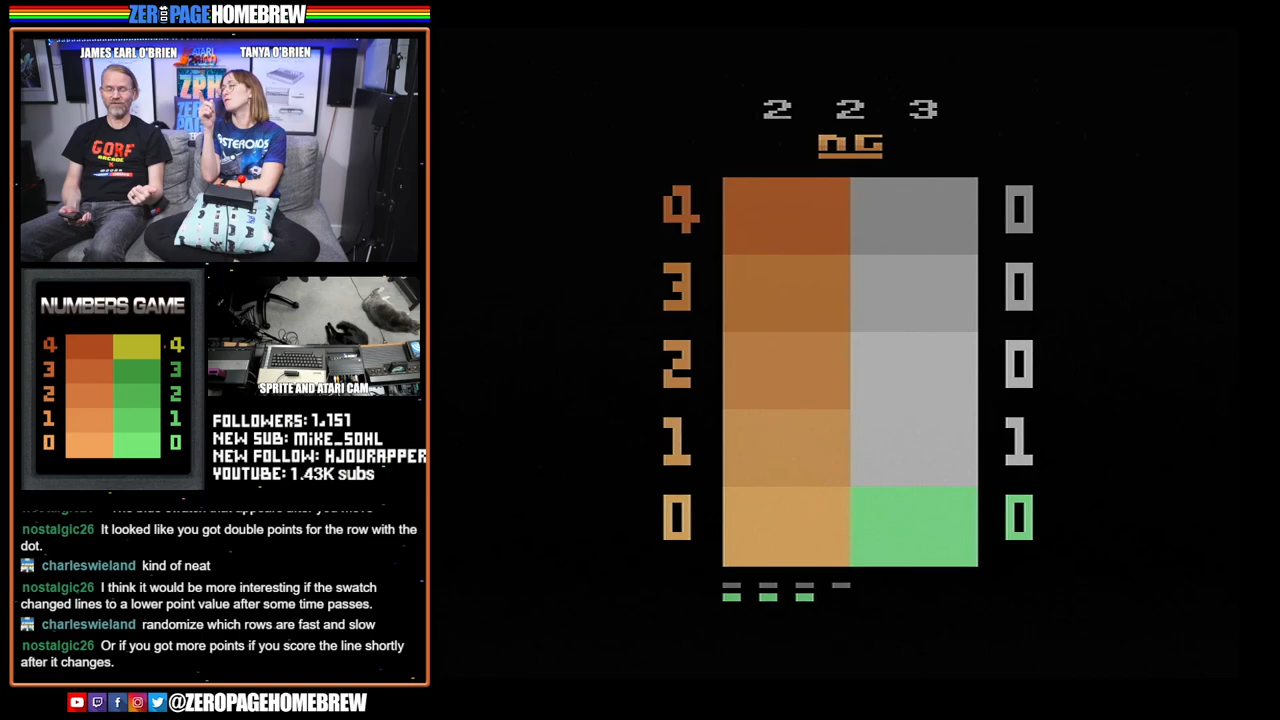 ZEROPAGE HOMEBREW
JAMES EARL O'BRIEN
TANYA O'BRIEN
ATARI
ZPH
ASTEROIDS
GORF
ARCADE
NUMBERS GAME
4 4
3 3
2 2
1 1
0 0
SPRITE AND ATARI CAM
FOLLOWERS: 1,151
NEW SUB: MIKE_SOHL
NEW FOLLOW: HJOURAPPER
YOUTUBE: 1.43K subs
nostalgic26 It looked like you got double points for the row with the
dot.
charleswieland kind of neat
nostalgic26 I think it would be more interesting if the swatch
changed lines to a lower point value after some time passes.
charleswieland randomize which rows are fast and slow
nostalgic26 Or if you got more points if you score the line shortly
after it changes.
@ZEROPAGEHOMEBREW
2 2 3
NG
4 0
3 0
2 0
1 1
0 0